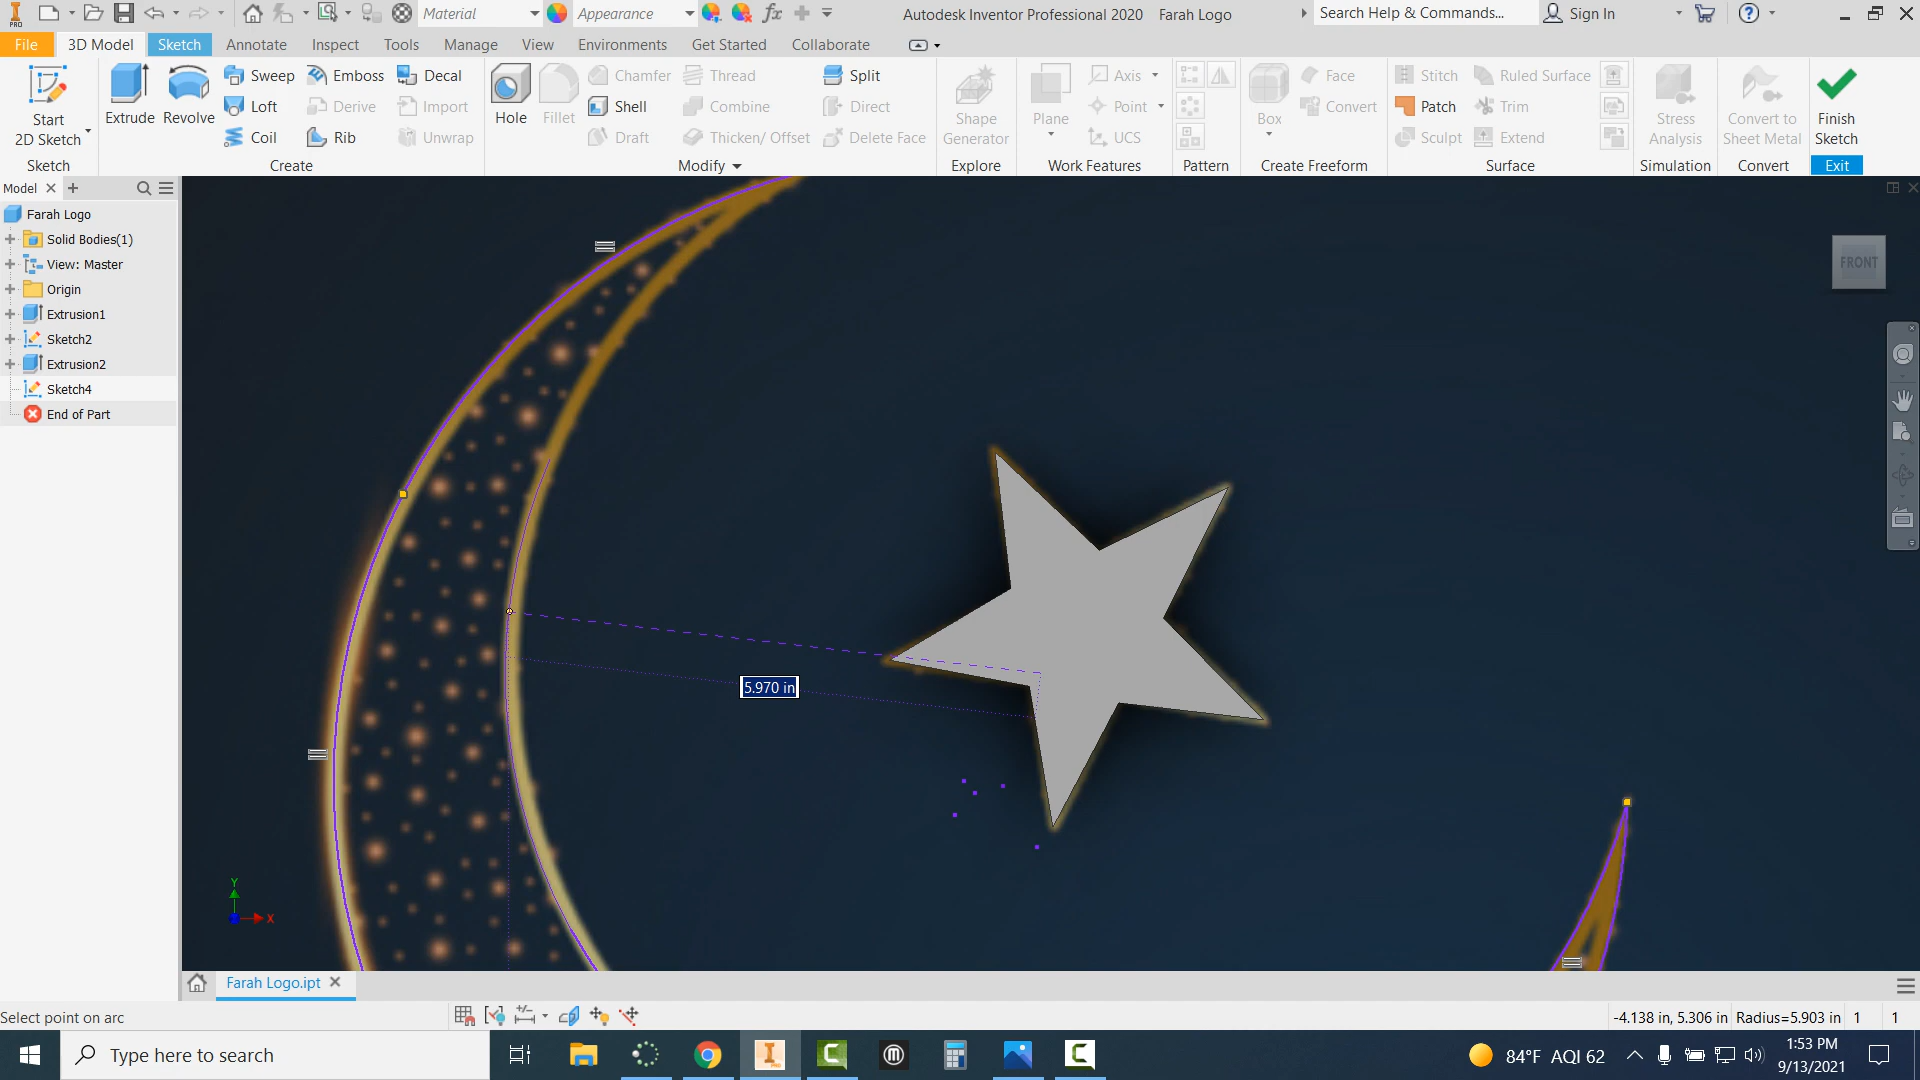 PRO
Material
Appearance
fx
Autodesk Inventor Professional 2020 Farah Logo
Search Help & Commands...
Sign In
File
3D Model
Sketch
Annotate
Inspect
Tools
Manage
View
Environments
Get Started
Collaborate
Start
2D Sketch
Sketch
Extrude
Revolve
Sweep
Loft
Coil
Emboss
Derive
Rib
Decal
Import
Unwrap
Create
Hole
Fillet
Chamfer
Shell
Draft
Thread
Combine
Thicken/ Offset
Split
Direct
Delete Face
Modify
Shape
Generator
Explore
Plane
Axis
Point
UCS
Work Features
Pattern
Box
Face
Convert
Create Freeform
Stitch
Patch
Sculpt
Ruled Surface
Trim
Extend
Surface
Stress
Analysis
Simulation
Convert to
Sheet Metal
Convert
Finish
Sketch
Exit
Model
Farah Logo
Solid Bodies(1)
View: Master
Origin
Extrusion1
Sketch2
Extrusion2
Sketch4
End of Part
FRONT
5.970 in
Y
X
Farah Logo.ipt
Select point on arc
-4.138 in, 5.306 in Radius=5.903 in 1 1
Type here to search
84°F AQI 62
1:53 PM
9/13/2021